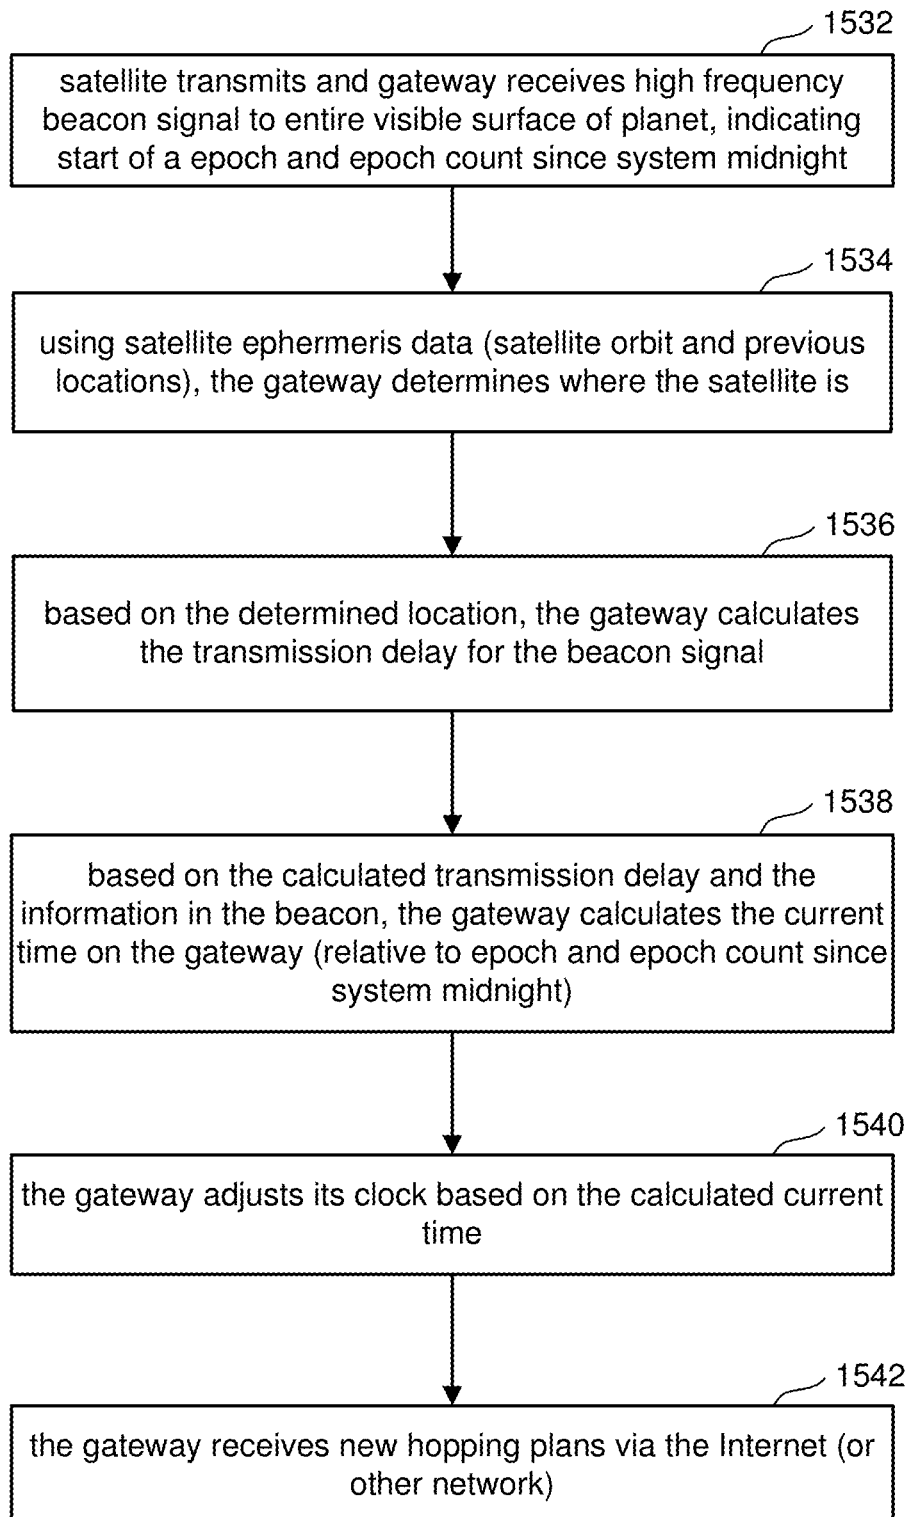 1532
satellite transmits and gateway receives high frequency
beacon signal to entire visible surface of planet, indicating
start of a epoch and epoch count since system midnight
1534
using satellite ephermeris data (satellite orbit and previous
locations), the gateway determines where the satellite is
1536
based on the determined location, the gateway calculates
the transmission delay for the beacon signal
1538
based on the calculated transmission delay and the
information in the beacon, the gateway calculates the current
time on the gateway (relative to epoch and epoch count since
system midnight)
1540
the gateway adjusts its clock based on the calculated current
time
1542
the gateway receives new hopping plans via the Internet (or
other network)